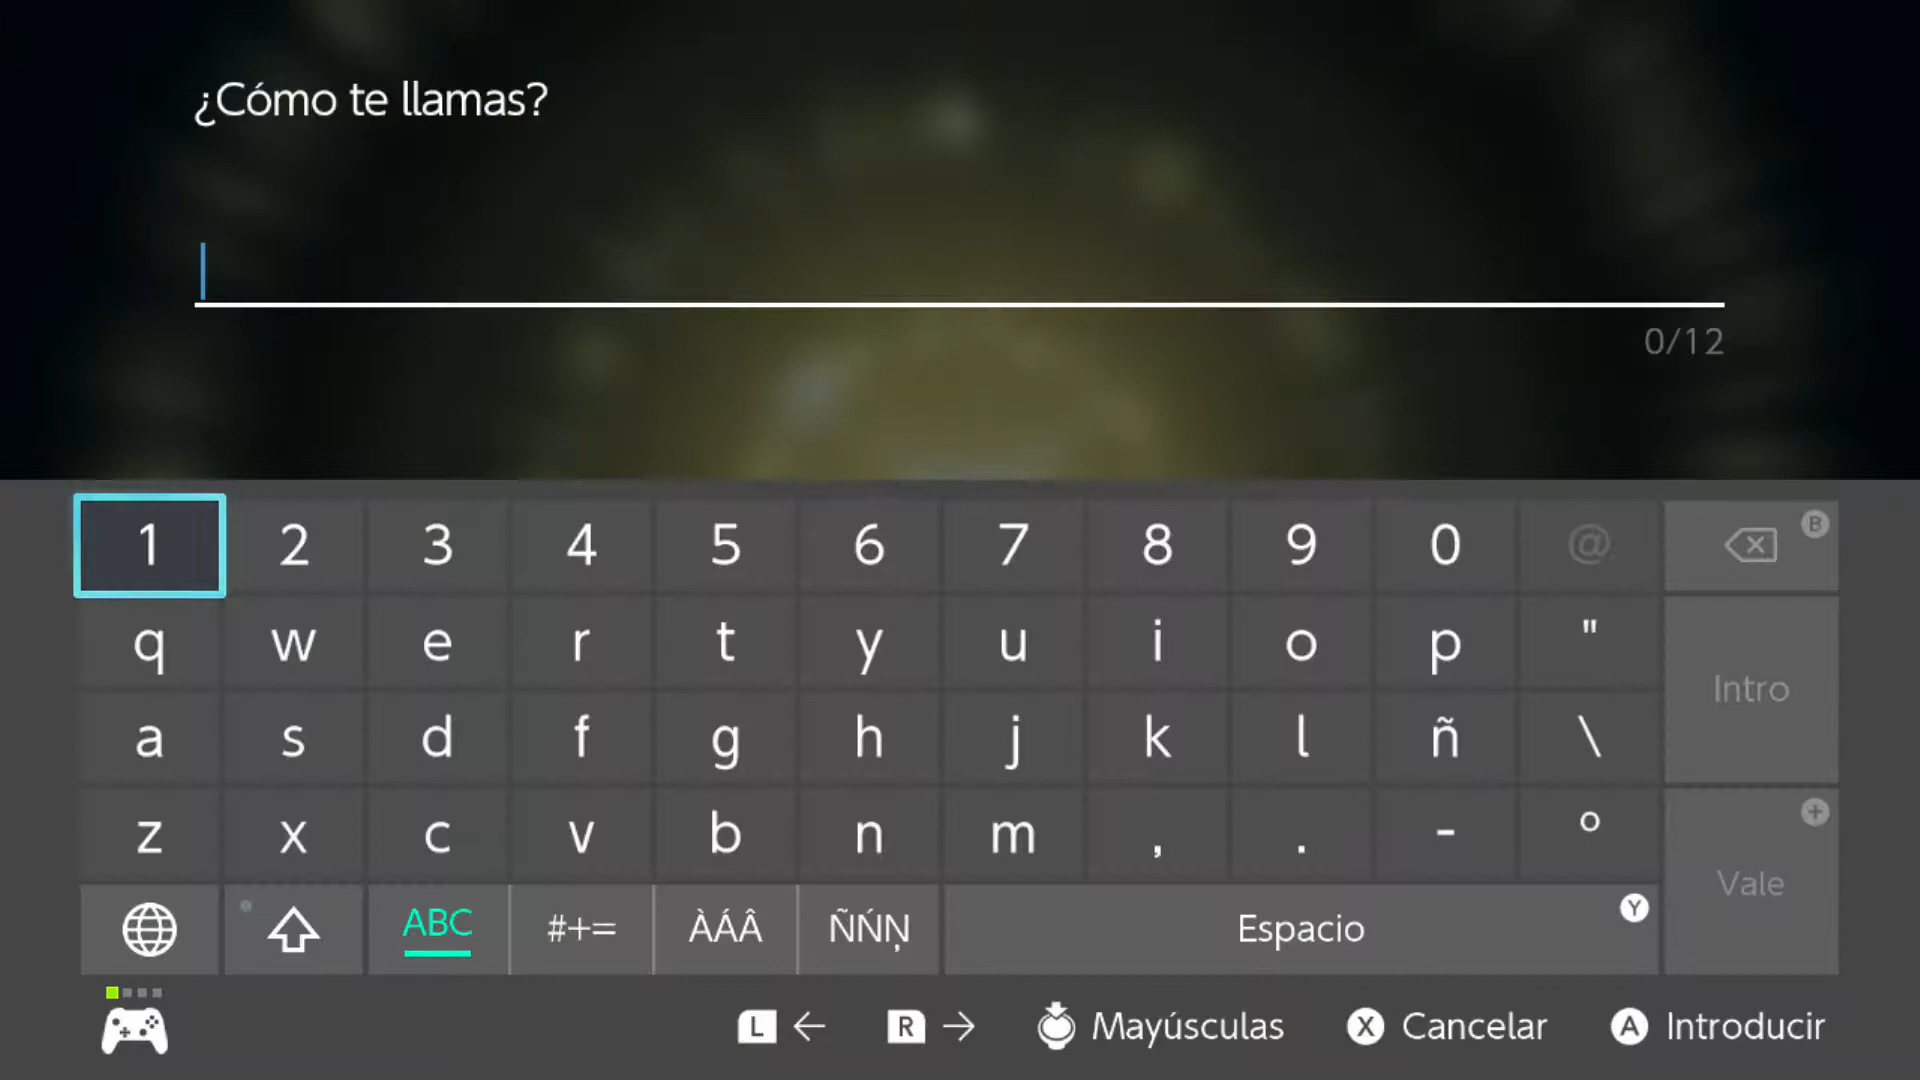 ¿Cómo te llamas?
0/12
1 2 3 4 5 6 7 8 9 0 @ B
q w e r t y u i o p "
Intro
a s d f g h j k l ñ \
z x c v b n m , . - º
Vale
ABC #+= ÀÁÂ ÑŃŅ Espacio Y
L ← R → Mayúsculas X Cancelar A Introducir